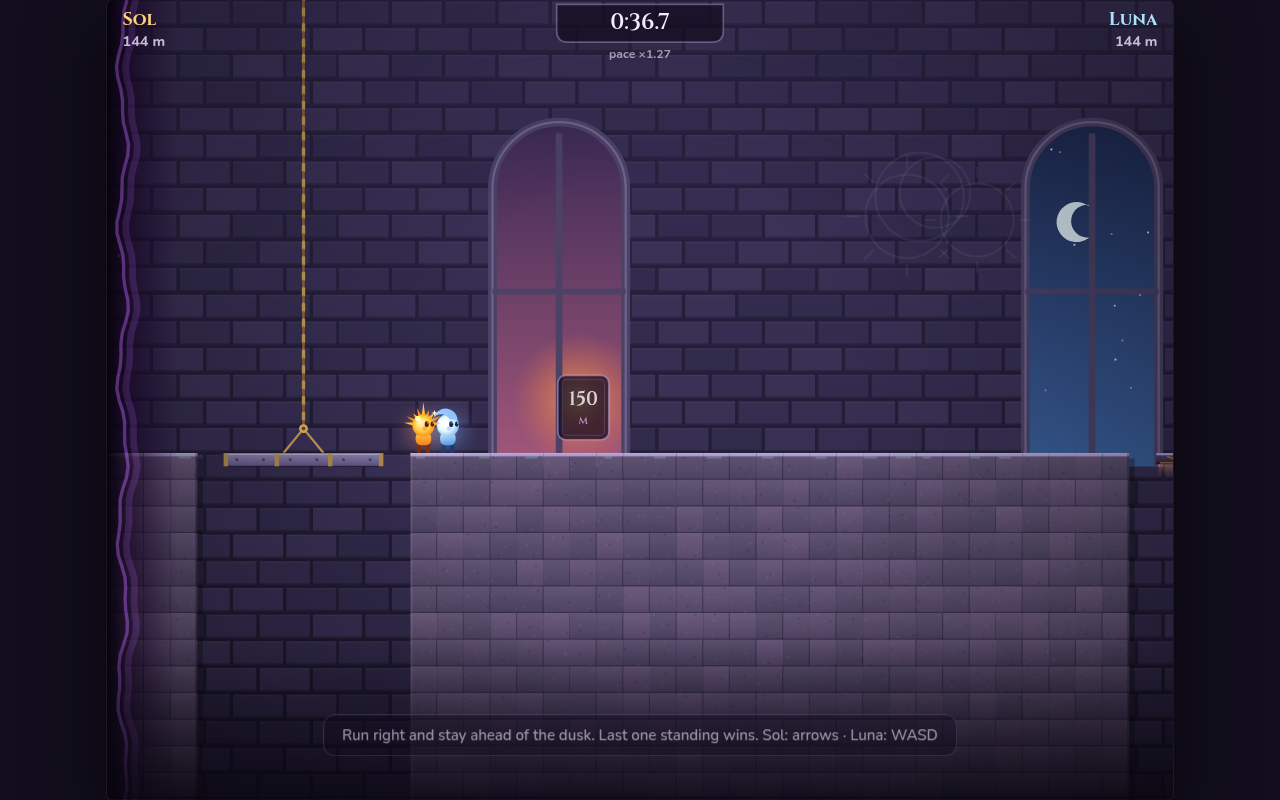 Sol
144 m
0:36.7
pace ×1.27
Luna
144 m
150
M
Run right and stay ahead of the dusk. Last one standing wins. Sol: arrows · Luna: WASD